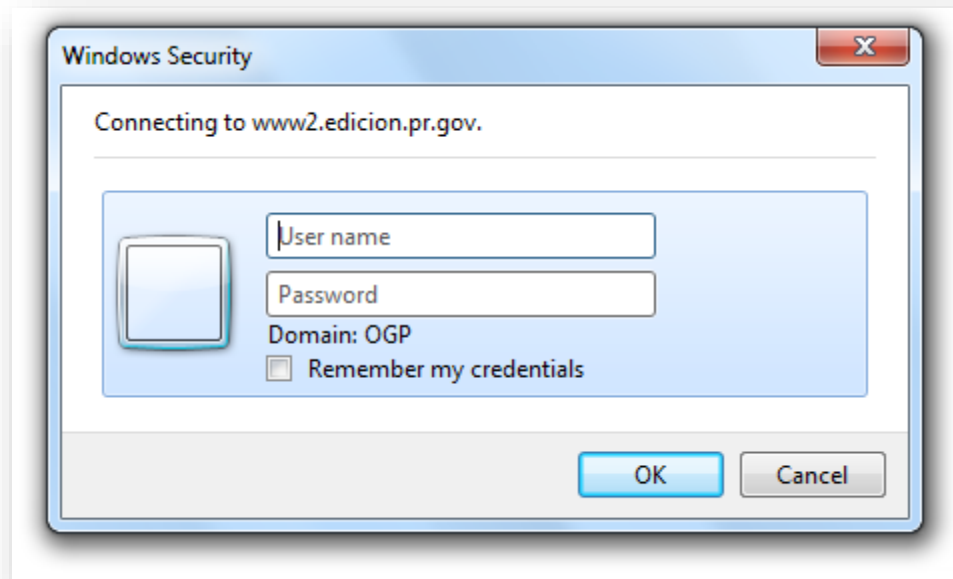 Windows Security
Connecting to www2.edicion.pr.gov.
User name
Password
Domain: OGP
Remember my credentials
OK
Cancel